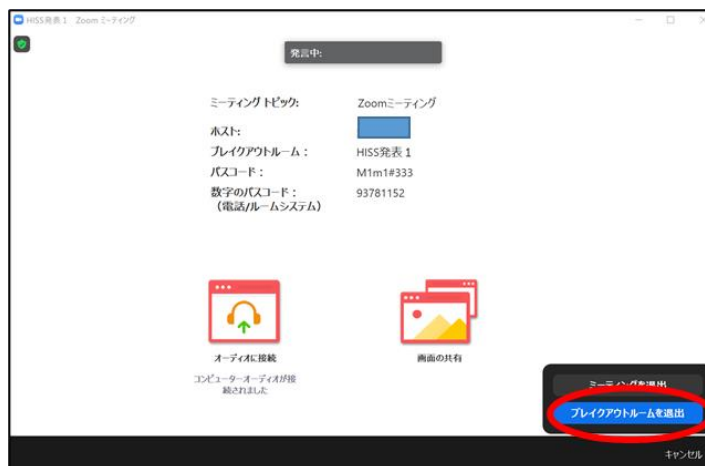 HISS発表 1 Zoom ミーティング
発言中:
ミーティング トピック: Zoomミーティング
ホスト:
ブレイクアウトルーム: HISS発表 1
パスコード: M1m1#333
数字のパスコード: 93781152
(電話/ルームシステム)
オーディオに接続
コンピューターオーディオが接
続されました
画面の共有
ミーティングを退出
ブレイクアウトルームを退出
キャンセル